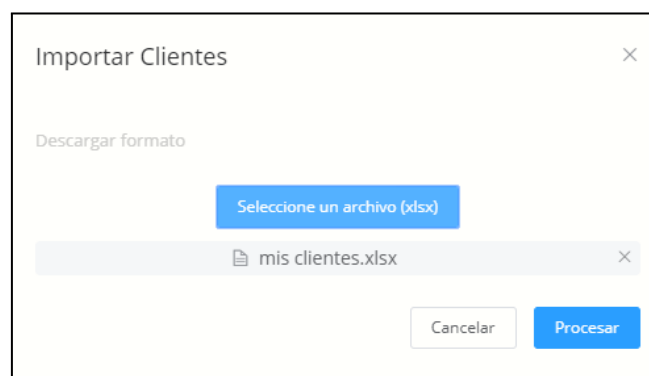 Importar Clientes
Descargar formato
Seleccione un archivo (xlsx)
mis clientes.xlsx
Cancelar
Procesar